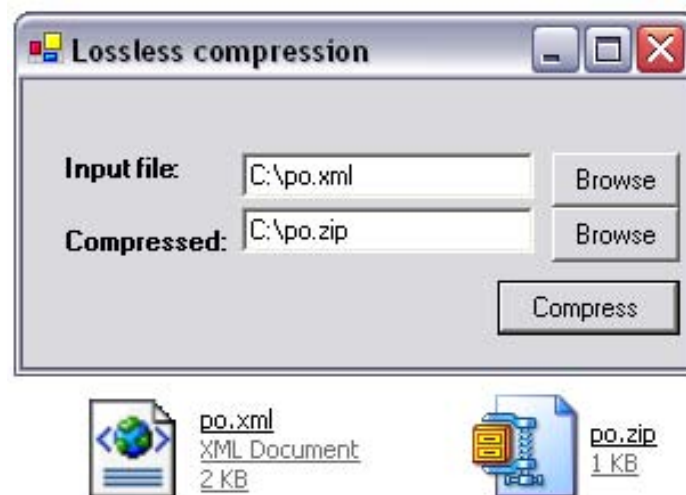 Lossless compression
Input file: C:\po.xml Browse
Compressed: C:\po.zip Browse
Compress
po.xml
XML Document
2 KB
po.zip
1 KB